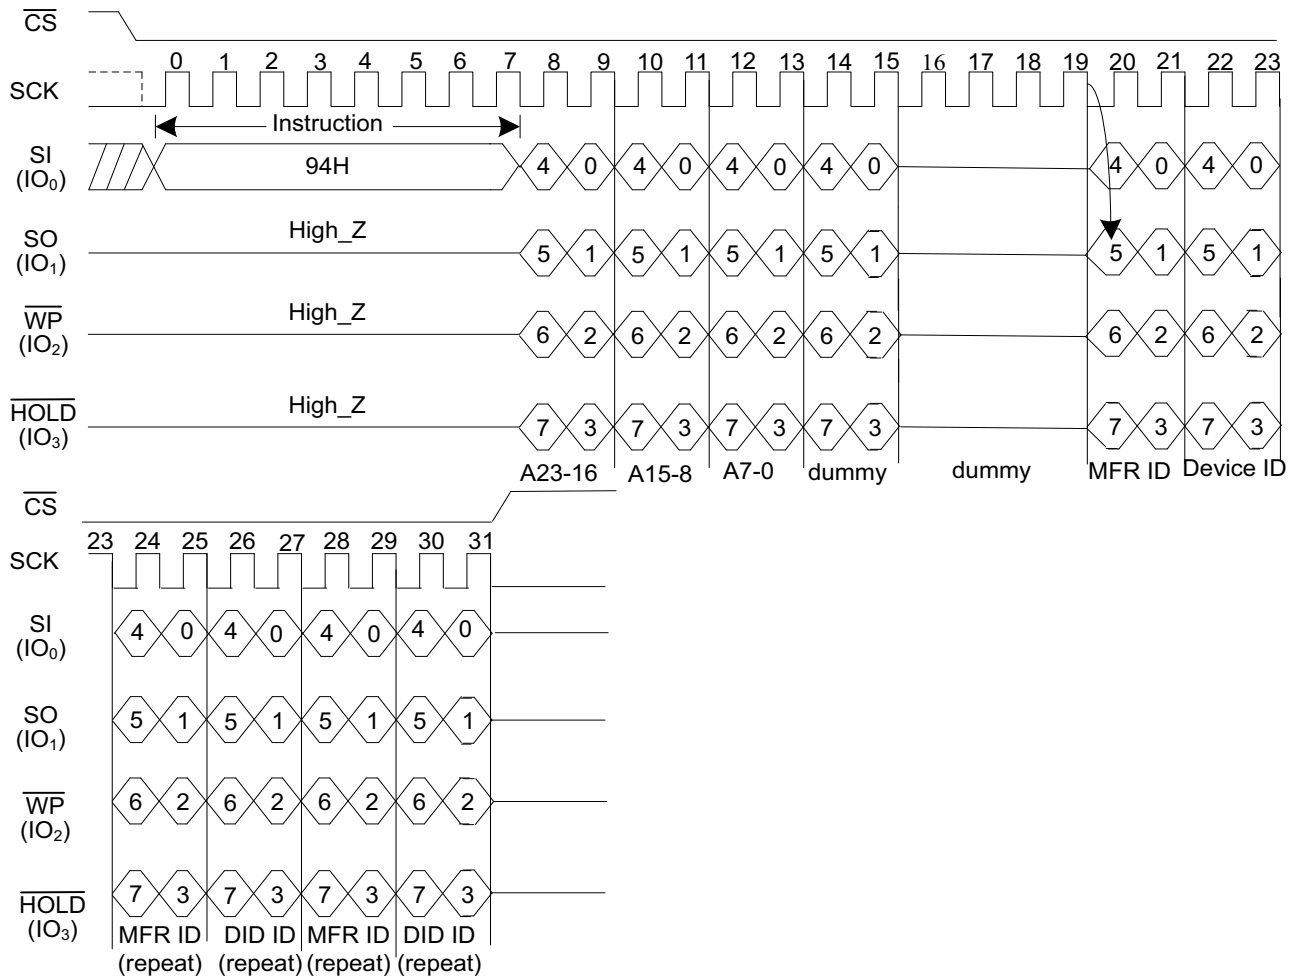 CS
0 1 2 3 4 5 6 7 8 9 10 11 12 13 14 15 16 17 18 19 20 21 22 23
SCK
Instruction
SI
(IO0)
94H
4 0 4 0 4 0 4 0 4 0 4 0
High_Z
SO
(IO1)
5 1 5 1 5 1 5 1 5 1 5 1
High_Z
WP
(IO2)
6 2 6 2 6 2 6 2 6 2 6 2
High_Z
HOLD
(IO3)
7 3 7 3 7 3 7 3 7 3 7 3
A23-16 A15-8 A7-0 dummy dummy MFR ID Device ID
CS
23 24 25 26 27 28 29 30 31
SCK
SI
(IO0)
4 0 4 0 4 0 4 0
SO
(IO1)
5 1 5 1 5 1 5 1
WP
(IO2)
6 2 6 2 6 2 6 2
HOLD
(IO3)
7 3 7 3 7 3 7 3
MFR ID DID ID MFR ID DID ID
(repeat) (repeat) (repeat) (repeat)